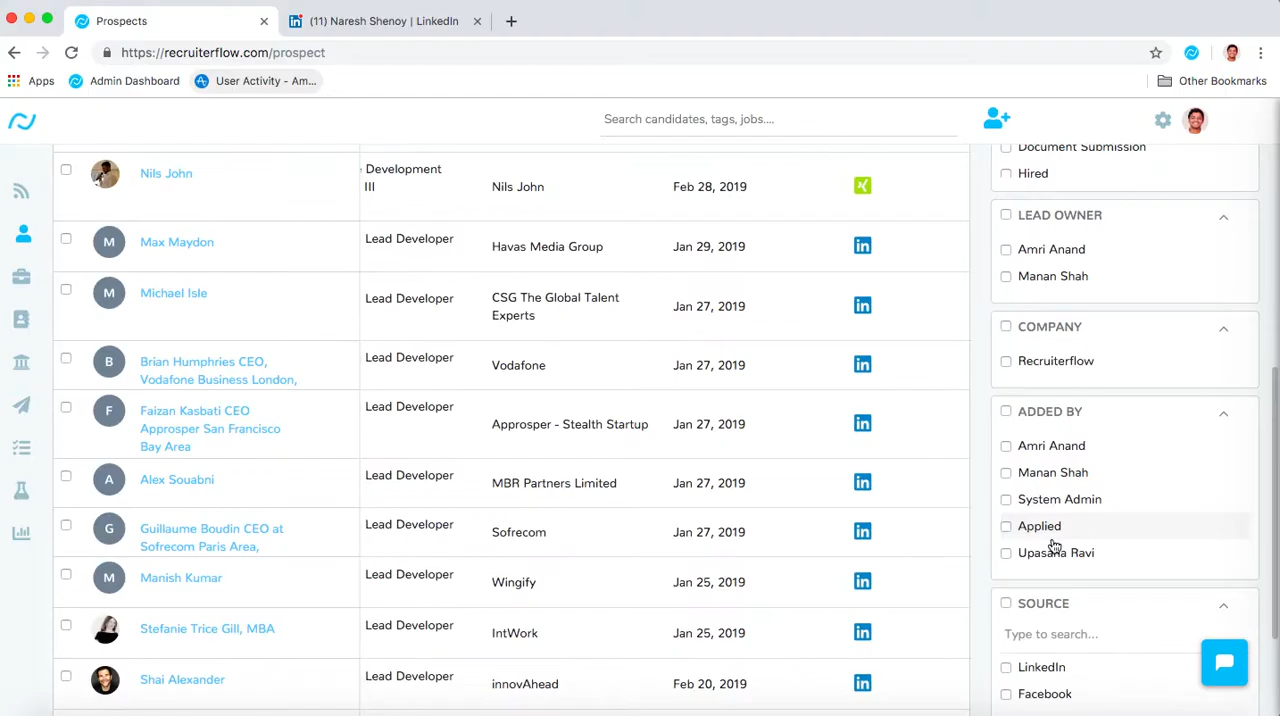 Prospects
(11) Naresh Shenoy | LinkedIn
https://recruiterflow.com/prospect
Apps
Admin Dashboard
User Activity - Am...
Other Bookmarks
Search candidates, tags, jobs....
Nils John
Development
III
Nils John
Feb 28, 2019
Max Maydon
Lead Developer
Havas Media Group
Jan 29, 2019
M
Michael Isle
Lead Developer
CSG The Global Talent
Experts
Jan 27, 2019
M
Brian Humphries CEO,
Vodafone Business London,
Lead Developer
Vodafone
Jan 27, 2019
B
Faizan Kasbati CEO
Approsper San Francisco
Bay Area
Lead Developer
Approsper - Stealth Startup
Jan 27, 2019
F
Alex Souabni
Lead Developer
MBR Partners Limited
Jan 27, 2019
A
Guillaume Boudin CEO at
Sofrecom Paris Area,
Lead Developer
Sofrecom
Jan 27, 2019
G
Manish Kumar
Lead Developer
Wingify
Jan 25, 2019
M
Stefanie Trice Gill, MBA
Lead Developer
IntWork
Jan 25, 2019
Shai Alexander
Lead Developer
innovAhead
Feb 20, 2019
Document Submission
Hired
LEAD OWNER
Amri Anand
Manan Shah
COMPANY
Recruiterflow
ADDED BY
Amri Anand
Manan Shah
System Admin
Applied
Upasana Ravi
SOURCE
Type to search...
LinkedIn
Facebook